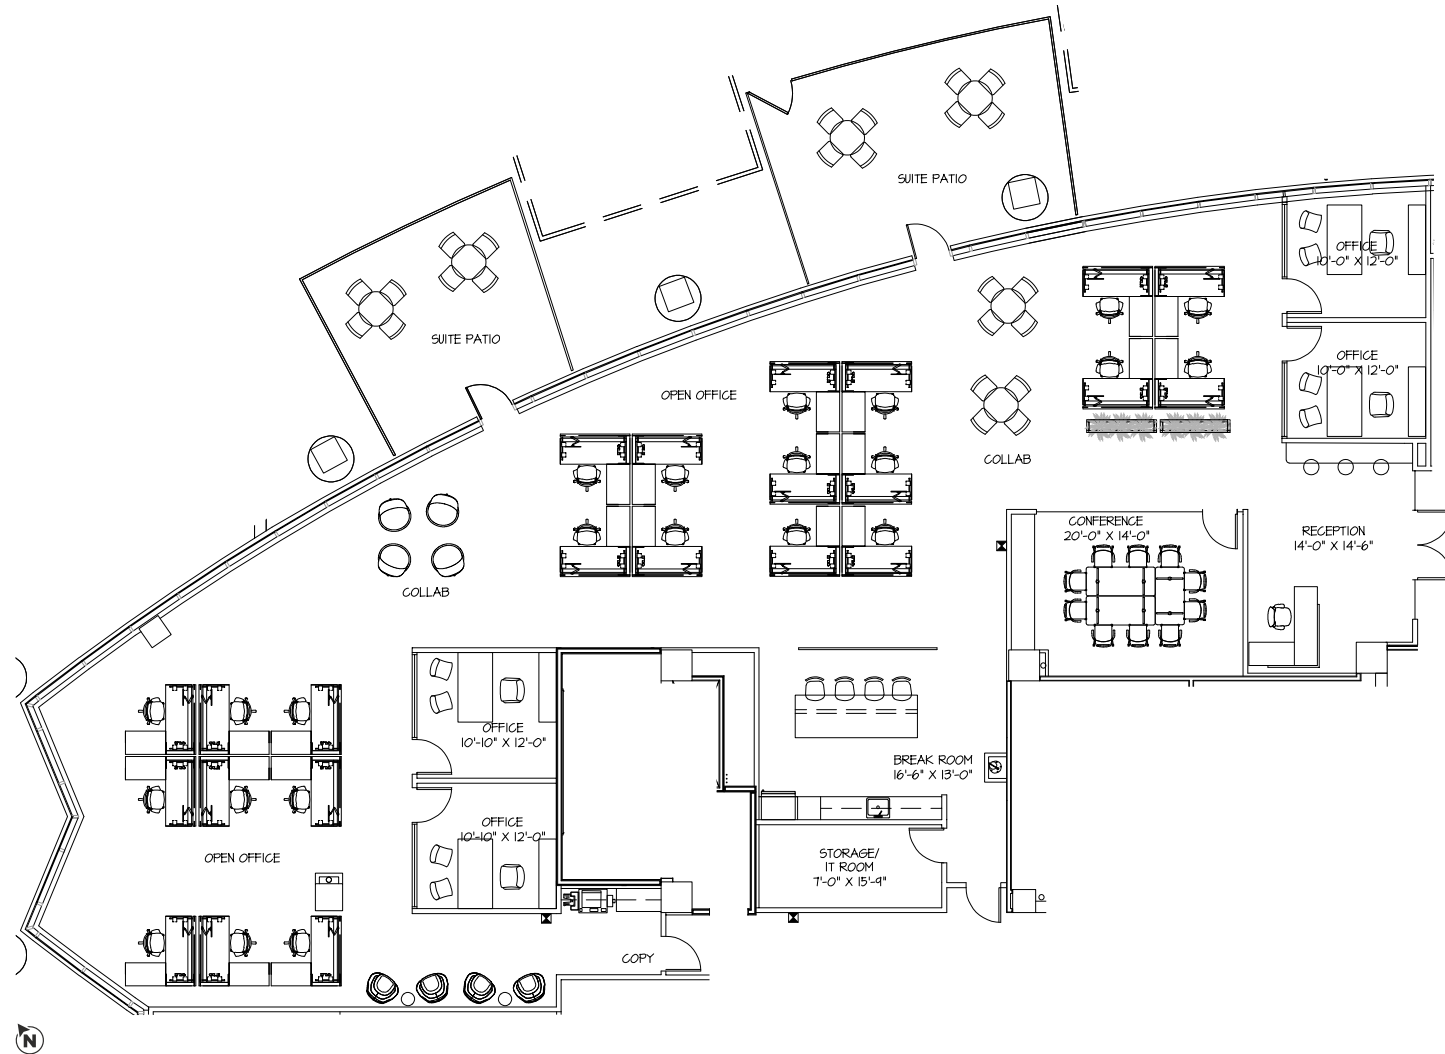 SUITE PATIO
OFFICE
10'-0" X 12'-0"
SUITE PATIO
OFFICE
10'-0" X 12'-0"
OPEN OFFICE
COLLAB
CONFERENCE
20'-0" X 14'-0"
RECEPTION
14'-0" X 14'-6"
COLLAB
OFFICE
10'-10" X 12'-0"
BREAK ROOM
16'-6" X 13'-0"
OFFICE
10'-10" X 12'-0"
OPEN OFFICE
STORAGE/
IT ROOM
7'-0" X 15'-9"
COPY
N